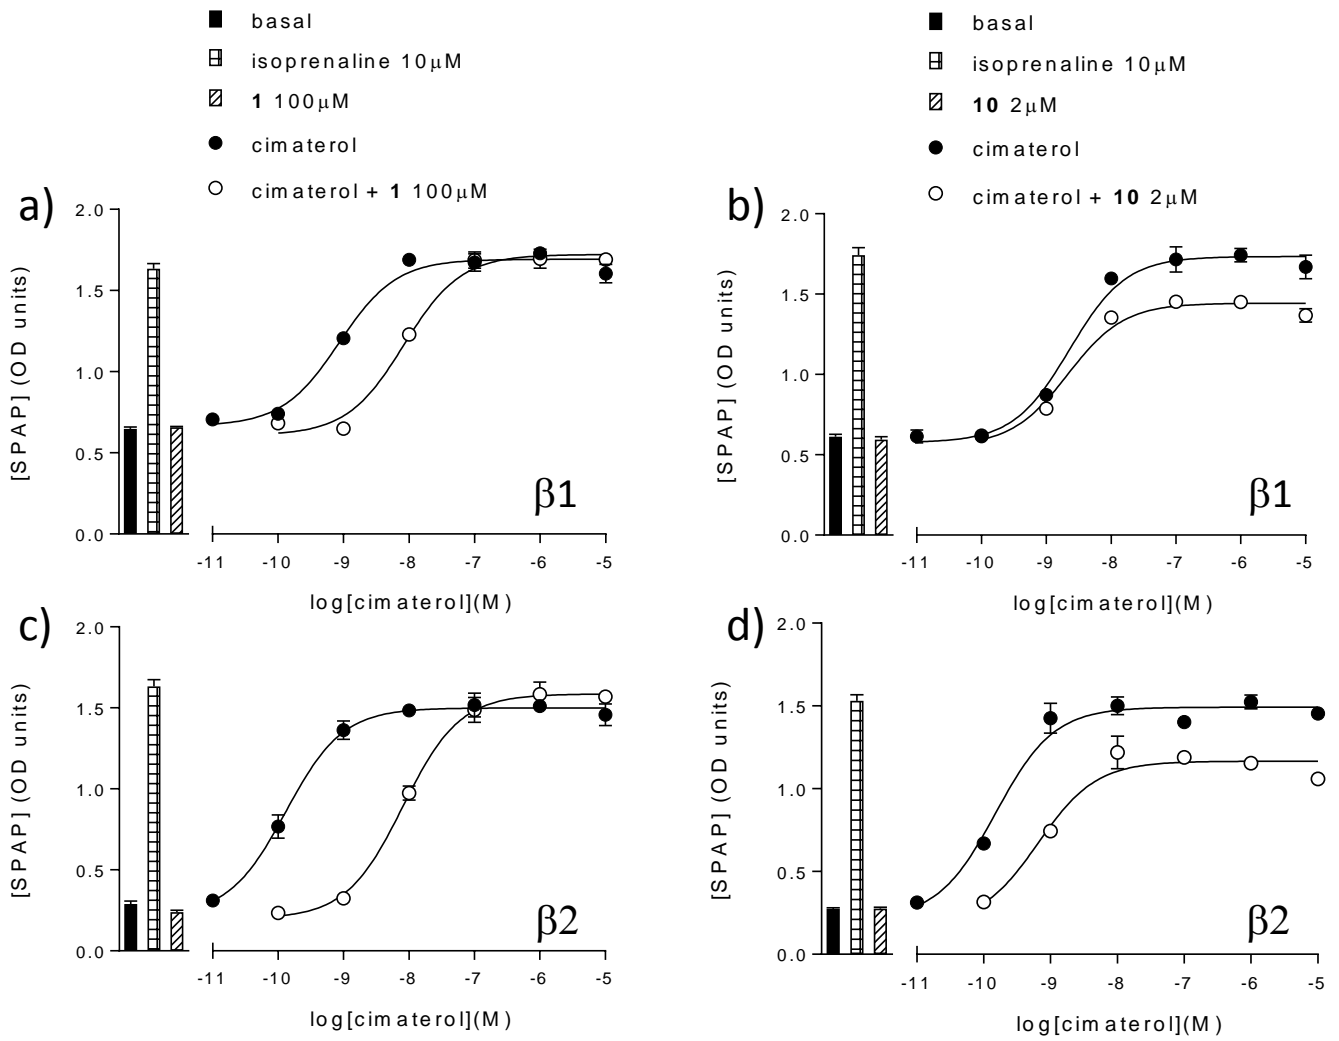 basal
isoprenaline 10μM
1 100μM
cimaterol
cimaterol + 1 100μM
a)
[SPAP] (OD units)
2.0
1.5
1.0
0.5
0.0
-11 -10 -9 -8 -7 -6 -5
log[cimaterol](M)
β1
basal
isoprenaline 10μM
10 2μM
cimaterol
cimaterol + 10 2μM
b)
[SPAP] (OD units)
2.0
1.5
1.0
0.5
0.0
-11 -10 -9 -8 -7 -6 -5
log[cimaterol](M)
β1
c)
[SPAP] (OD units)
2.0
1.5
1.0
0.5
0.0
-11 -10 -9 -8 -7 -6 -5
log[cimaterol](M)
β2
d)
[SPAP] (OD units)
2.0
1.5
1.0
0.5
0.0
-11 -10 -9 -8 -7 -6 -5
log[cimaterol](M)
β2